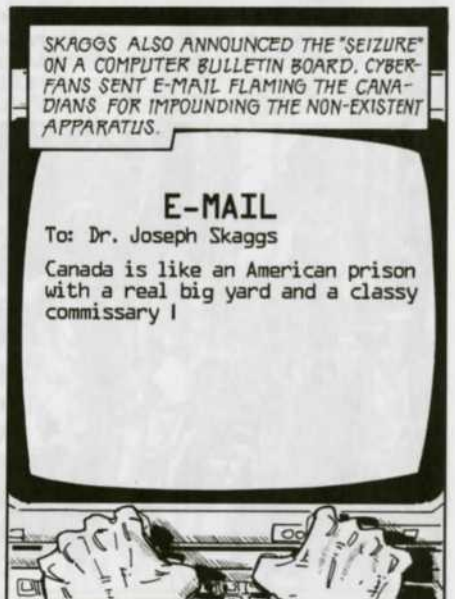 SKAGGS ALSO ANNOUNCED THE "SEIZURE"
ON A COMPUTER BULLETIN BOARD. CYBER-
FANS SENT E-MAIL FLAMING THE CANA-
DIANS FOR IMPOUNDING THE NON-EXISTENT
APPARATUS.
E-MAIL
To: Dr. Joseph Skaggs
Canada is like an American prison
with a real big yard and a classy
commissary